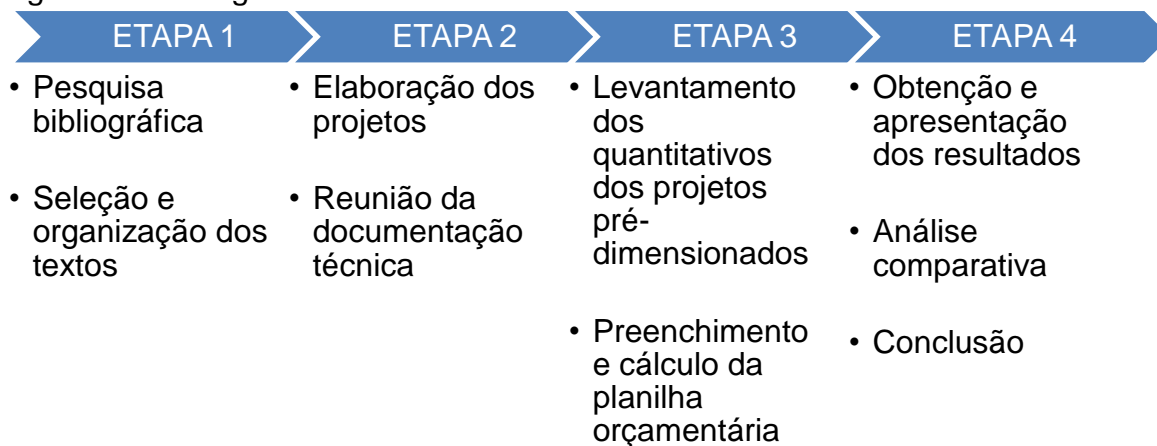 ETAPA 1
ETAPA 2
ETAPA 3
ETAPA 4
• Pesquisa
bibliográfica
• Seleção e
organização dos
textos
• Elaboração dos
projetos
• Reunião da
documentação
técnica
• Levantamento
dos
quantitativos
dos projetos
pré-
dimensionados
• Preenchimento
e cálculo da
planilha
orçamentária
• Obtenção e
apresentação
dos resultados
• Análise
comparativa
• Conclusão